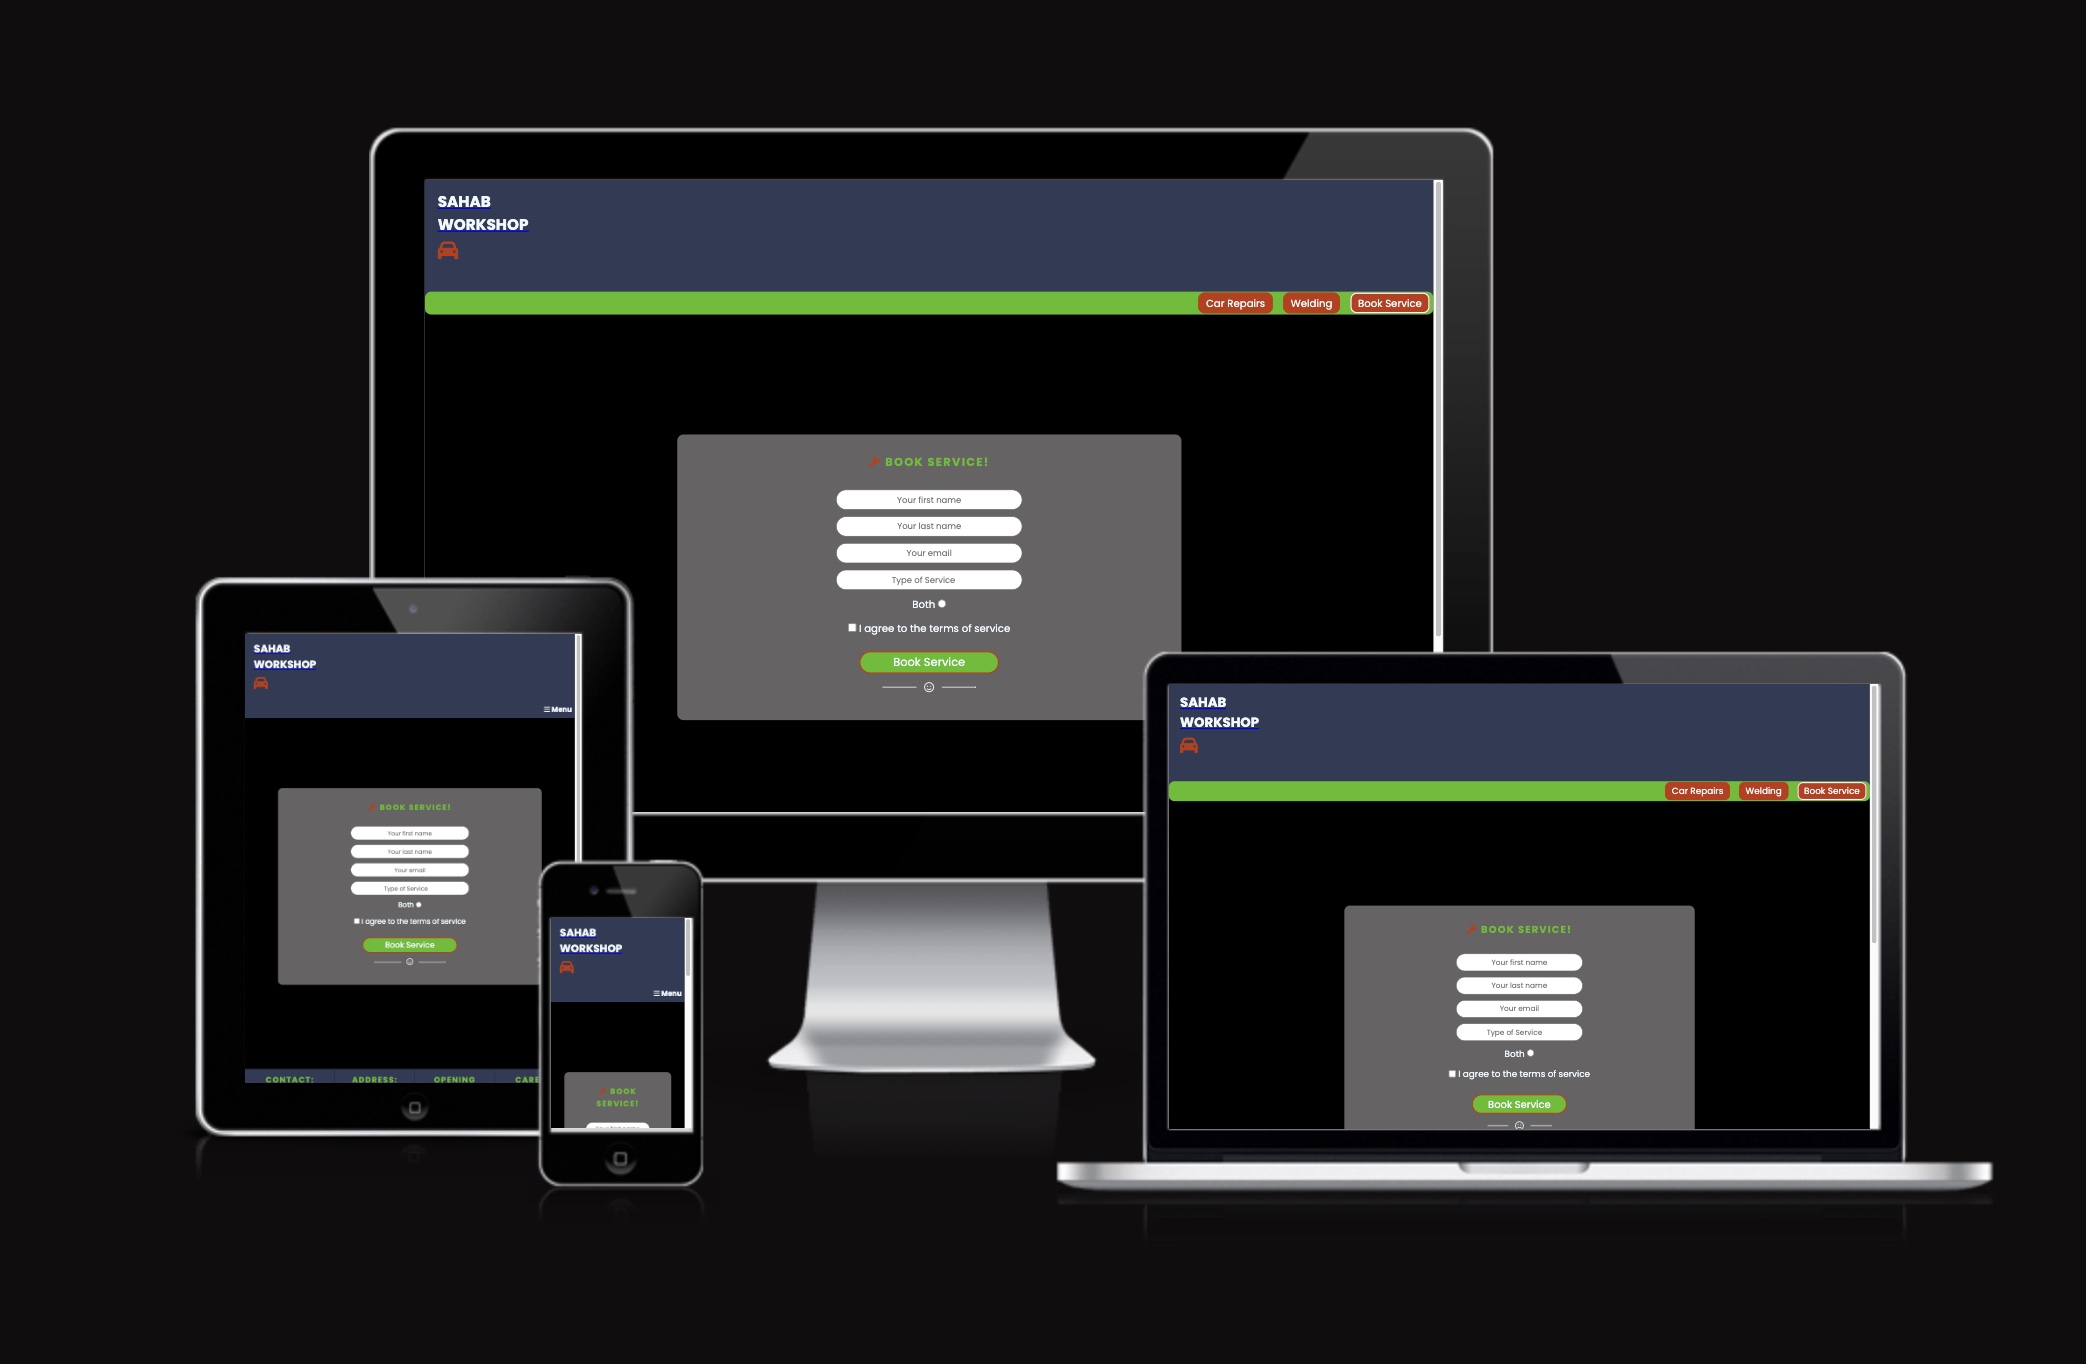 SAHAB
WORKSHOP
Car Repairs Welding Book Service
BOOK SERVICE!
Your first name
Your last name
Your email
Type of Service
Both
I agree to the terms of service
Book Service
SAHAB
WORKSHOP
Menu
BOOK SERVICE!
Your first name
Your last name
Your email
Type of Service
Both
I agree to the terms of service
Book Service
CONTACT: ADDRESS: OPENING CARE
SAHAB
WORKSHOP
Menu
BOOK
SERVICE!
SAHAB
WORKSHOP
Car Repairs Welding Book Service
BOOK SERVICE!
Your first name
Your last name
Your email
Type of Service
Both
I agree to the terms of service
Book Service